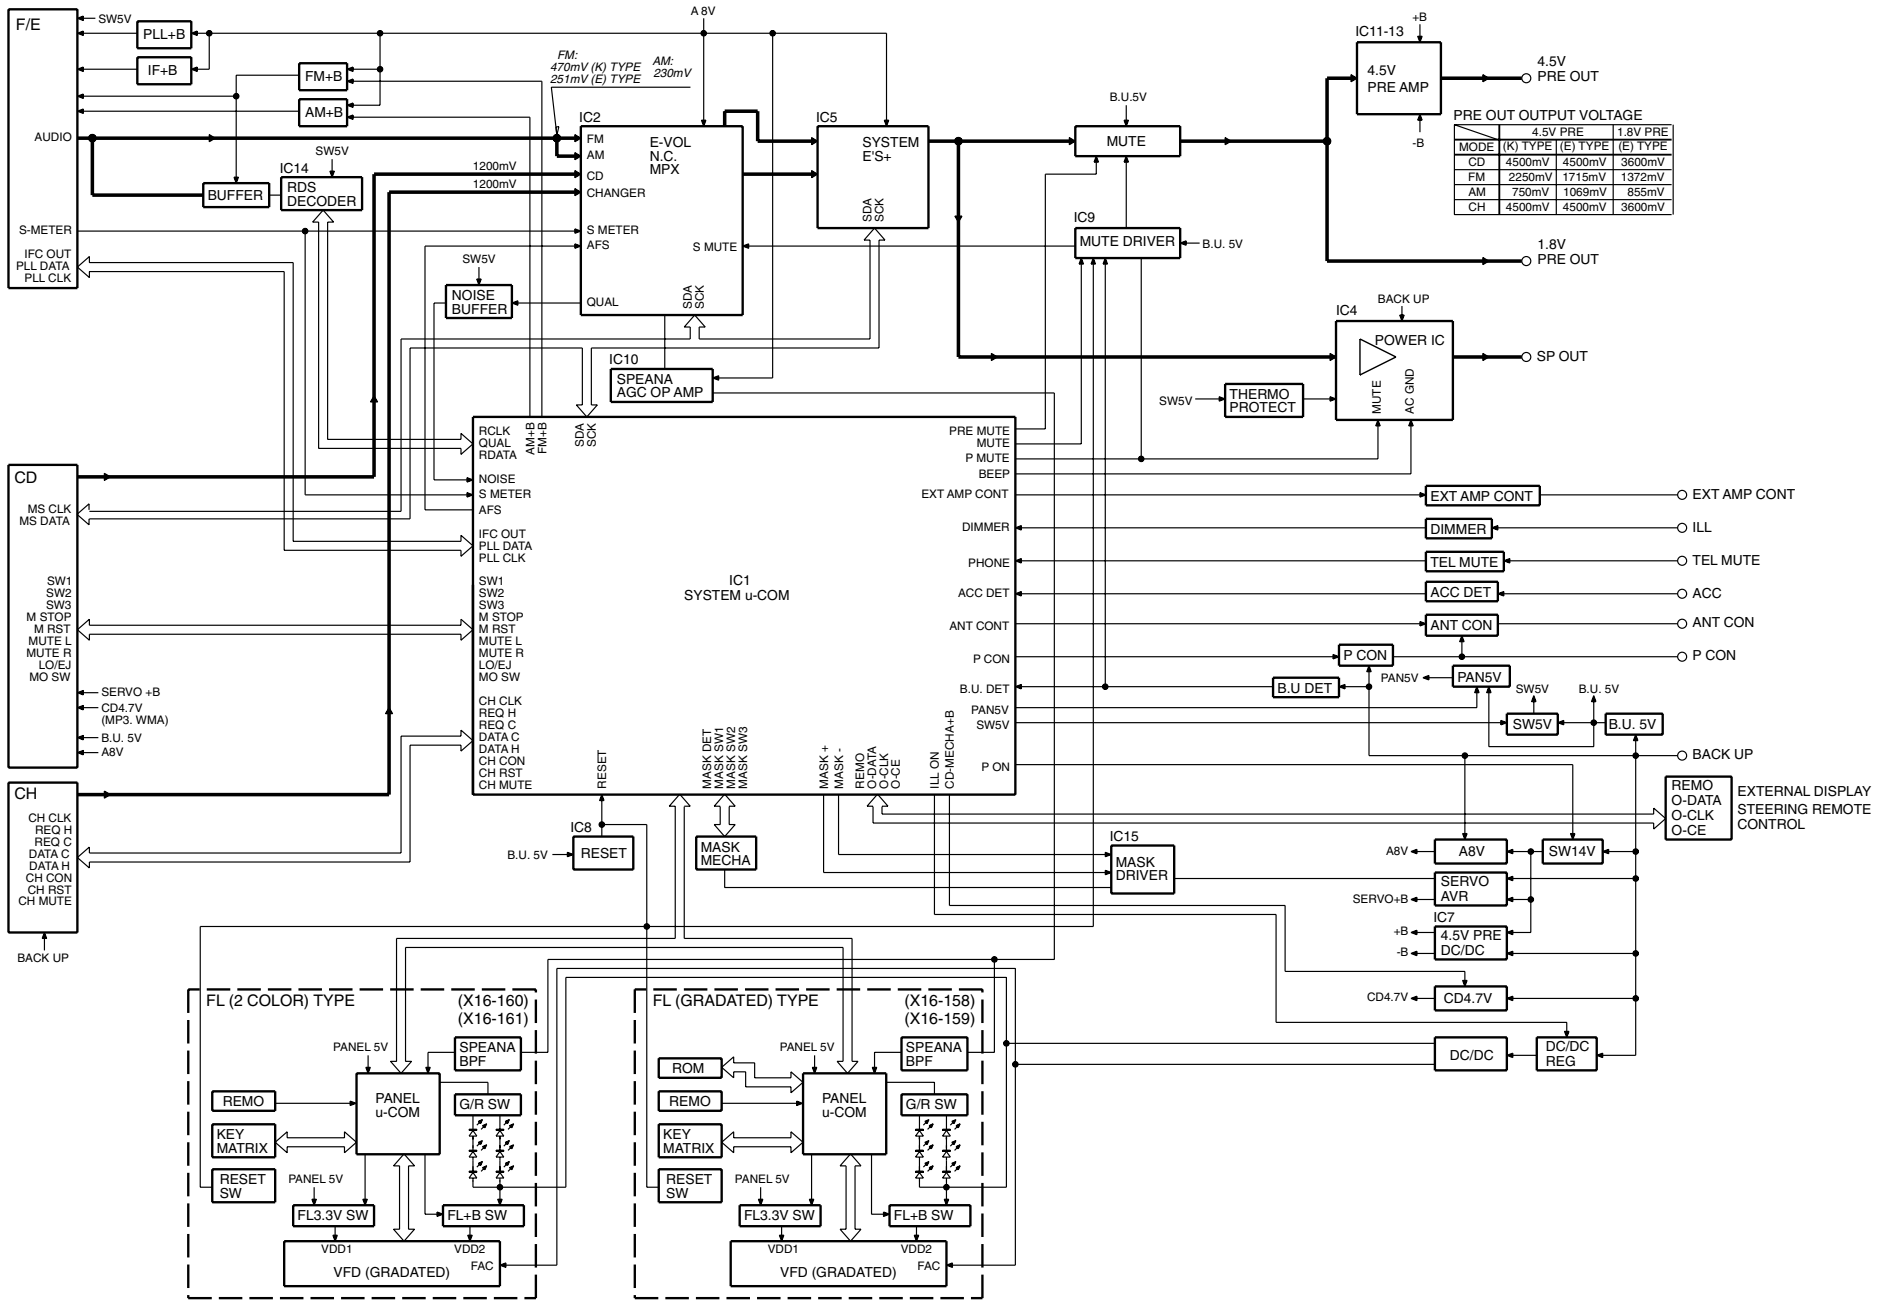 F/E
SW5V
PLL+B
IF+B
FM+B
AM+B
AUDIO
S-METER
IFC OUT
PLL DATA
PLL CLK
BUFFER
IC14
SW5V
RDS
DECODER
A 8V
FM:
470mV (K) TYPE
251mV (E) TYPE
AM:
230mV
1200mV
1200mV
IC2
E-VOL
N.C.
MPX
FM
AM
CD
CHANGER
S METER
AFS
QUAL
S MUTE
SDA
SCK
SW5V
NOISE
BUFFER
IC5
SYSTEM
E'S+
SDA
SCK
IC10
SPEANA
AGC OP AMP
B.U.5V
MUTE
IC9
MUTE DRIVER
B.U. 5V
IC11-13
+B
4.5V
PRE AMP
-B
4.5V
PRE OUT
PRE OUT OUTPUT VOLTAGE
4.5V PRE 1.8V PRE
MODE (K) TYPE (E) TYPE (E) TYPE
CD 4500mV 4500mV 3600mV
FM 2250mV 1715mV 1372mV
AM 750mV 1069mV 855mV
CH 4500mV 4500mV 3600mV
1.8V
PRE OUT
BACK UP
IC4
POWER IC
MUTE
AC GND
SP OUT
SW5V
THERMO
PROTECT
CD
MS CLK
MS DATA
SW1
SW2
SW3
M STOP
M RST
MUTE L
MUTE R
LO/EJ
MO SW
SERVO +B
CD4.7V
(MP3. WMA)
B.U. 5V
A8V
CH
CH CLK
REQ H
REQ C
DATA C
DATA H
CH CON
CH RST
CH MUTE
BACK UP
IC1
SYSTEM u-COM
RCLK
QUAL
RDATA
NOISE
S METER
AFS
IFC OUT
PLL DATA
PLL CLK
SW1
SW2
SW3
M STOP
M RST
MUTE L
MUTE R
LO/EJ
MO SW
CH CLK
REQ H
REQ C
DATA C
DATA H
CH CON
CH RST
CH MUTE
AM+B
FM+B
SDA
SCK
PRE MUTE
MUTE
P MUTE
BEEP
EXT AMP CONT
DIMMER
PHONE
ACC DET
ANT CONT
P CON
B.U. DET
PAN5V
SW5V
P ON
RESET
MASK DET
MASK SW1
MASK SW2
MASK SW3
MASK +
MASK -
REMO
O-DATA
O-CLK
O-CE
ILL ON
CD-MECHA+B
EXT AMP CONT
EXT AMP CONT
DIMMER
ILL
TEL MUTE
TEL MUTE
ACC DET
ACC
ANT CON
ANT CON
P CON
P CON
B.U DET
PAN5V
PAN5V
SW5V
SW5V
B.U. 5V
B.U. 5V
BACK UP
REMO
O-DATA
O-CLK
O-CE
EXTERNAL DISPLAY
STEERING REMOTE
CONTROL
IC8
B.U. 5V
RESET
MASK
MECHA
IC15
MASK
DRIVER
A8V
A8V
SW14V
SERVO+B
SERVO
AVR
IC7
+B
-B
4.5V PRE
DC/DC
CD4.7V
CD4.7V
DC/DC
DC/DC
REG
FL (2 COLOR) TYPE
(X16-160)
(X16-161)
PANEL 5V
SPEANA
BPF
PANEL
u-COM
G/R SW
REMO
KEY
MATRIX
RESET
SW
PANEL 5V
FL3.3V SW
FL+B SW
VDD1
VDD2
FAC
VFD (GRADATED)
FL (GRADATED) TYPE
(X16-158)
(X16-159)
PANEL 5V
SPEANA
BPF
ROM
PANEL
u-COM
G/R SW
REMO
KEY
MATRIX
RESET
SW
PANEL 5V
FL3.3V SW
FL+B SW
VDD1
VDD2
FAC
VFD (GRADATED)